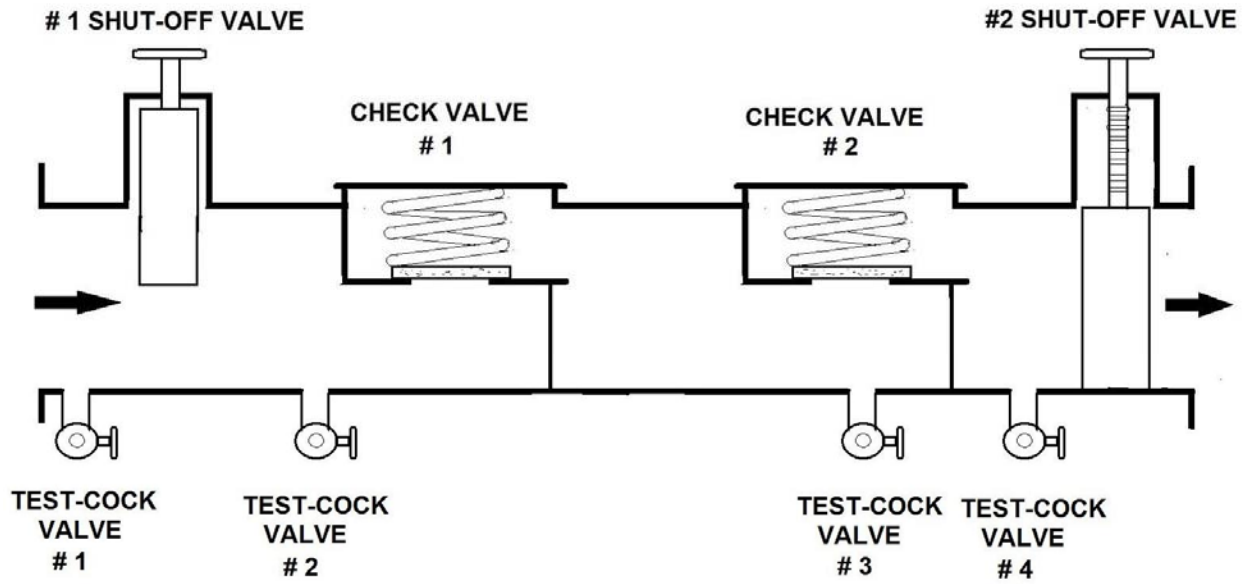 # 1 SHUT-OFF VALVE
#2 SHUT-OFF VALVE
CHECK VALVE
# 1
CHECK VALVE
# 2
TEST-COCK
VALVE
# 1
TEST-COCK
VALVE
# 2
TEST-COCK
VALVE
# 3
TEST-COCK
VALVE
# 4